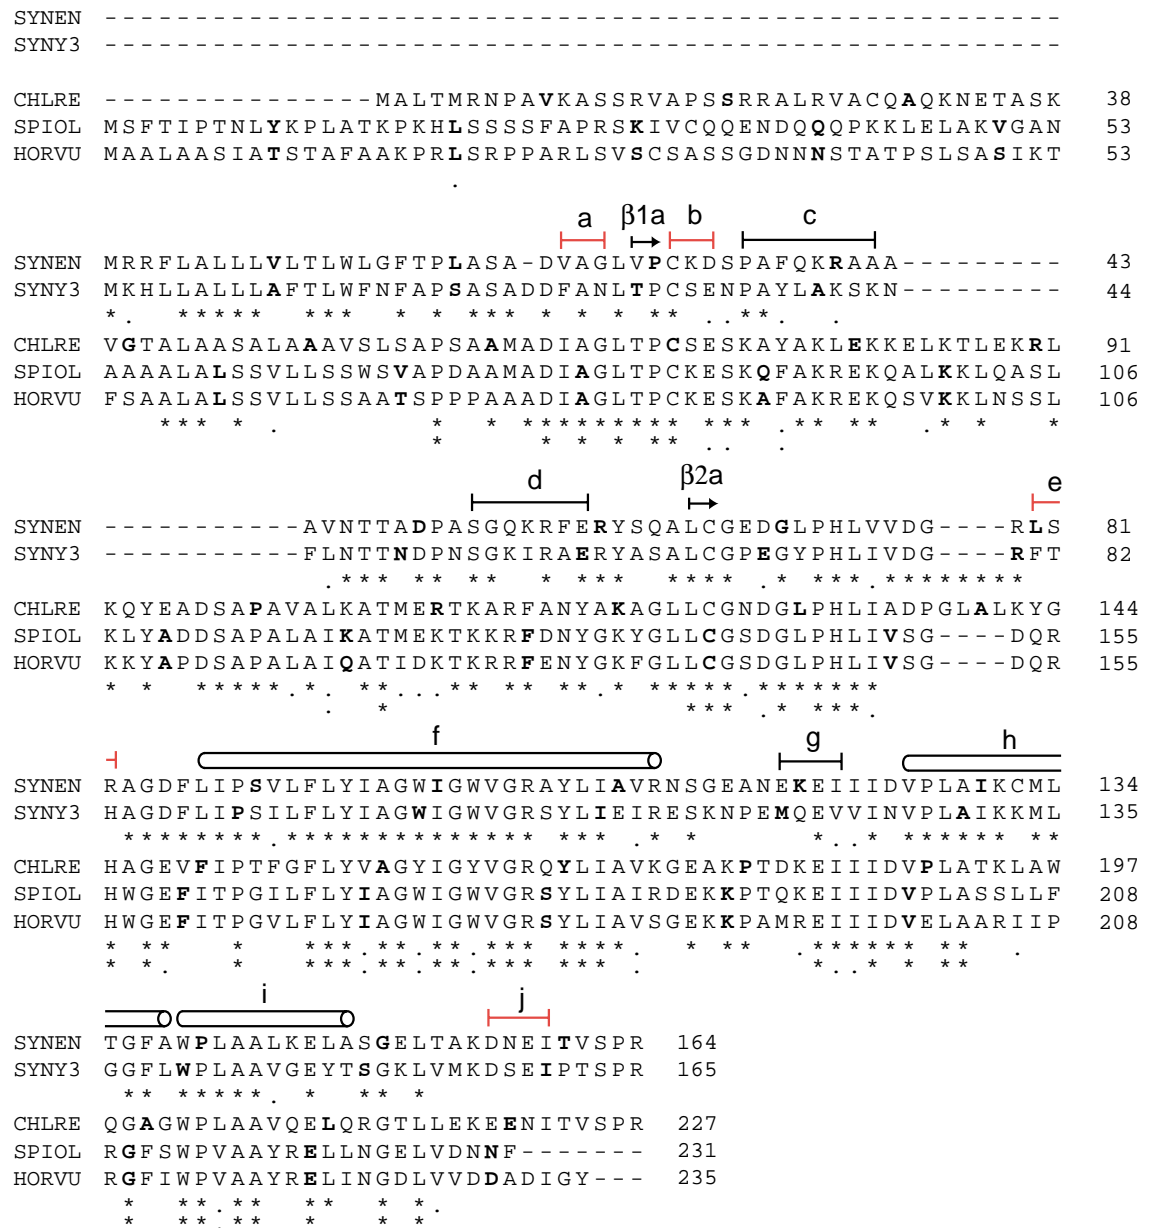 SYNEN -----------------------------------------------------
SYNY3 -----------------------------------------------------
CHLRE ---------------MALTMRNPAVKASSRVAPSSRRALRVACQAQKNETASK 38
SPIOL MSFTIPTNLYKPLATKPKHLSSSSFAPRSKIVCQQENDQQQPKKLELAKVGAN 53
HORVU MAALAASIATSTAFAAKPRLSRPPARLSVSCSASSGDNNNSTATPSLSASIKT 53
.
a β1a b c
SYNEN MRRFLALLLVLTLWLGFTPLASA-DVAGLVPCKDSPAFQKRAAA--------- 43
SYNY3 MKHLLALLLAFTLWFNFAPSASADDFANLTPCSENPAYLAKSKN--------- 44
*. ***** *** * * *** * * * ** ..**. .
CHLRE VGTALAASALAAAVSLSAPSAAMADIAGLTPCSESKAYAKLEKKELKTLEKRL 91
SPIOL AAAALALSSVLLSSWSVAPDAAMADIAGLTPCKESKQFAKREKQALKKLQASL 106
HORVU FSAALALSSVLLSSAATSPPPAAADIAGLTPCKESKAFAKREKQSVKKLNSSL 106
*** * . * * ********* *** .** ** .* * *
* * * * ** .. .
d β2a e
SYNEN -----------AVNTTADPASGQKRFERYSQALCGEDGLPHLVVDG----RLS 81
SYNY3 -----------FLNTTNDPNSGKIRAERYASALCGPEGYPHLIVDG----RFT 82
.*** ** ** * *** **** .* ***.********
CHLRE KQYEADSAPAVALKATMERTKARFANYAKAGLLCGNDGLPHLIADPGLALKYG 144
SPIOL KLYADDSAPALAIKATMEKTKKRFDNYGKYGLLCGSDGLPHLIVSG----DQR 155
HORVU KKYAPDSAPALAIQATIDKTKRRFENYGKFGLLCGSDGLPHLIVSG----DQR 155
* * *****.*. **...** ** **.* *****.*******
. * *** .* ***.
f g h
SYNEN RAGDFLIPSVLFLYIAGWIGWVGRAYLIAVRNSGEANEKEIIIDVPLAIKCML 134
SYNY3 HAGDFLIPSILFLYIAGWIGWVGRSYLIEIRESKNPEMQEVVINVPLAIKKML 135
********.************** ***.* * *..* ****** **
CHLRE HAGEVFIPTFGFLYVAGYIGYVGRQYLIAVKGEAKPTDKEIIIDVPLATKLAW 197
SPIOL HWGEFITPGILFLYIAGWIGWVGRSYLIAIRDEKKPTQKEIIIDVPLASSLLF 208
HORVU HWGEFITPGVLFLYIAGWIGWVGRSYLIAVSGEKKPAMREIIIDVELAARIIP 208
* ** * ***.**.**.*** ****. * ** .****** ** .
* *. * ***.**.**.*** *** . *..* * **
i j
SYNEN TGFAWPLAALKELASGELTAKDNEITVSPR 164
SYNY3 GGFLWPLAAVGEYTSGKLVMKDSEIPTSPR 165
** *****. * ** *
CHLRE QGAGWPLAAVQELQRGTLLEKEENITVSPR 227
SPIOL RGFSWPVAAYRELLNGELVDNNNF------- 231
HORVU RGFIWPVAAYRELINGDLVVDDADIGY--- 235
* **.** ** * *.
* **.** * * *